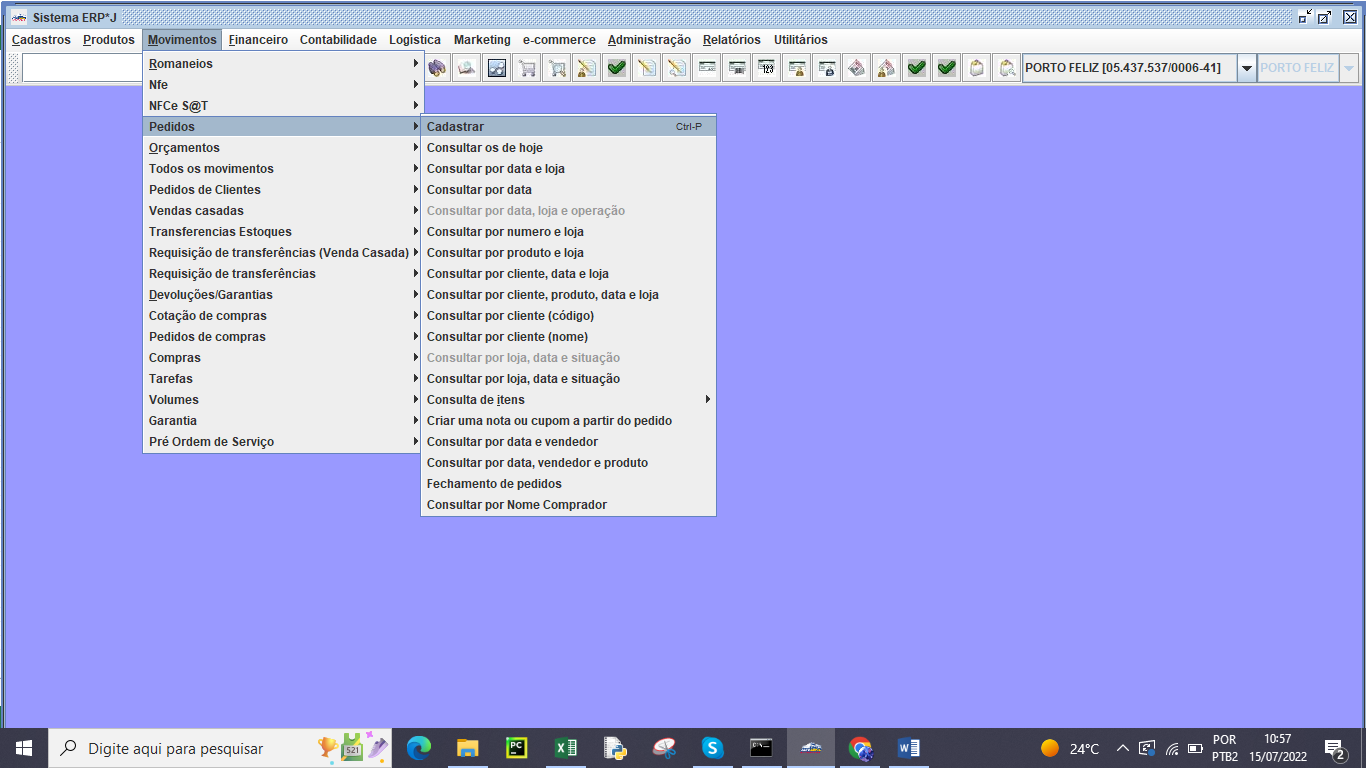 Sistema ERP*J
Cadastros Produtos Movimentos Financeiro Contabilidade Logística Marketing e-commerce Administração Relatórios Utilitários
123 PORTO FELIZ [05.437.537/0006-41] PORTO FELIZ
Romaneios
Nfe
NFCe S@T
Pedidos
Orçamentos
Todos os movimentos
Pedidos de Clientes
Vendas casadas
Transferencias Estoques
Requisição de transferências (Venda Casada)
Requisição de transferências
Devoluções/Garantias
Cotação de compras
Pedidos de compras
Compras
Tarefas
Volumes
Garantia
Pré Ordem de Serviço
Cadastrar Ctrl-P
Consultar os de hoje
Consultar por data e loja
Consultar por data
Consultar por data, loja e operação
Consultar por numero e loja
Consultar por produto e loja
Consultar por cliente, data e loja
Consultar por cliente, produto, data e loja
Consultar por cliente (código)
Consultar por cliente (nome)
Consultar por loja, data e situação
Consultar por loja, data e situação
Consulta de itens
Criar uma nota ou cupom a partir do pedido
Consultar por data e vendedor
Consultar por data, vendedor e produto
Fechamento de pedidos
Consultar por Nome Comprador
Digite aqui para pesquisar
521
PC
24°C
POR
PTB2
10:57
15/07/2022
2